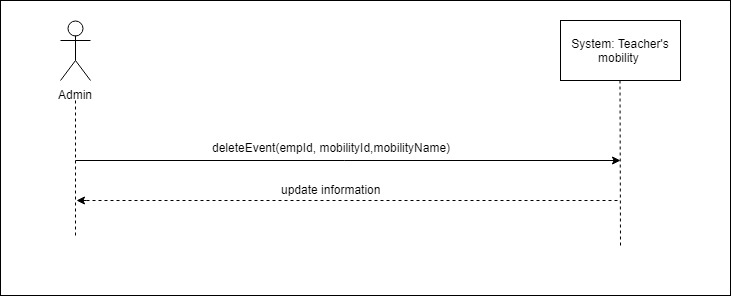 System: Teacher's
mobility
Admin
deleteEvent(empId, mobilityId,mobilityName)
update information